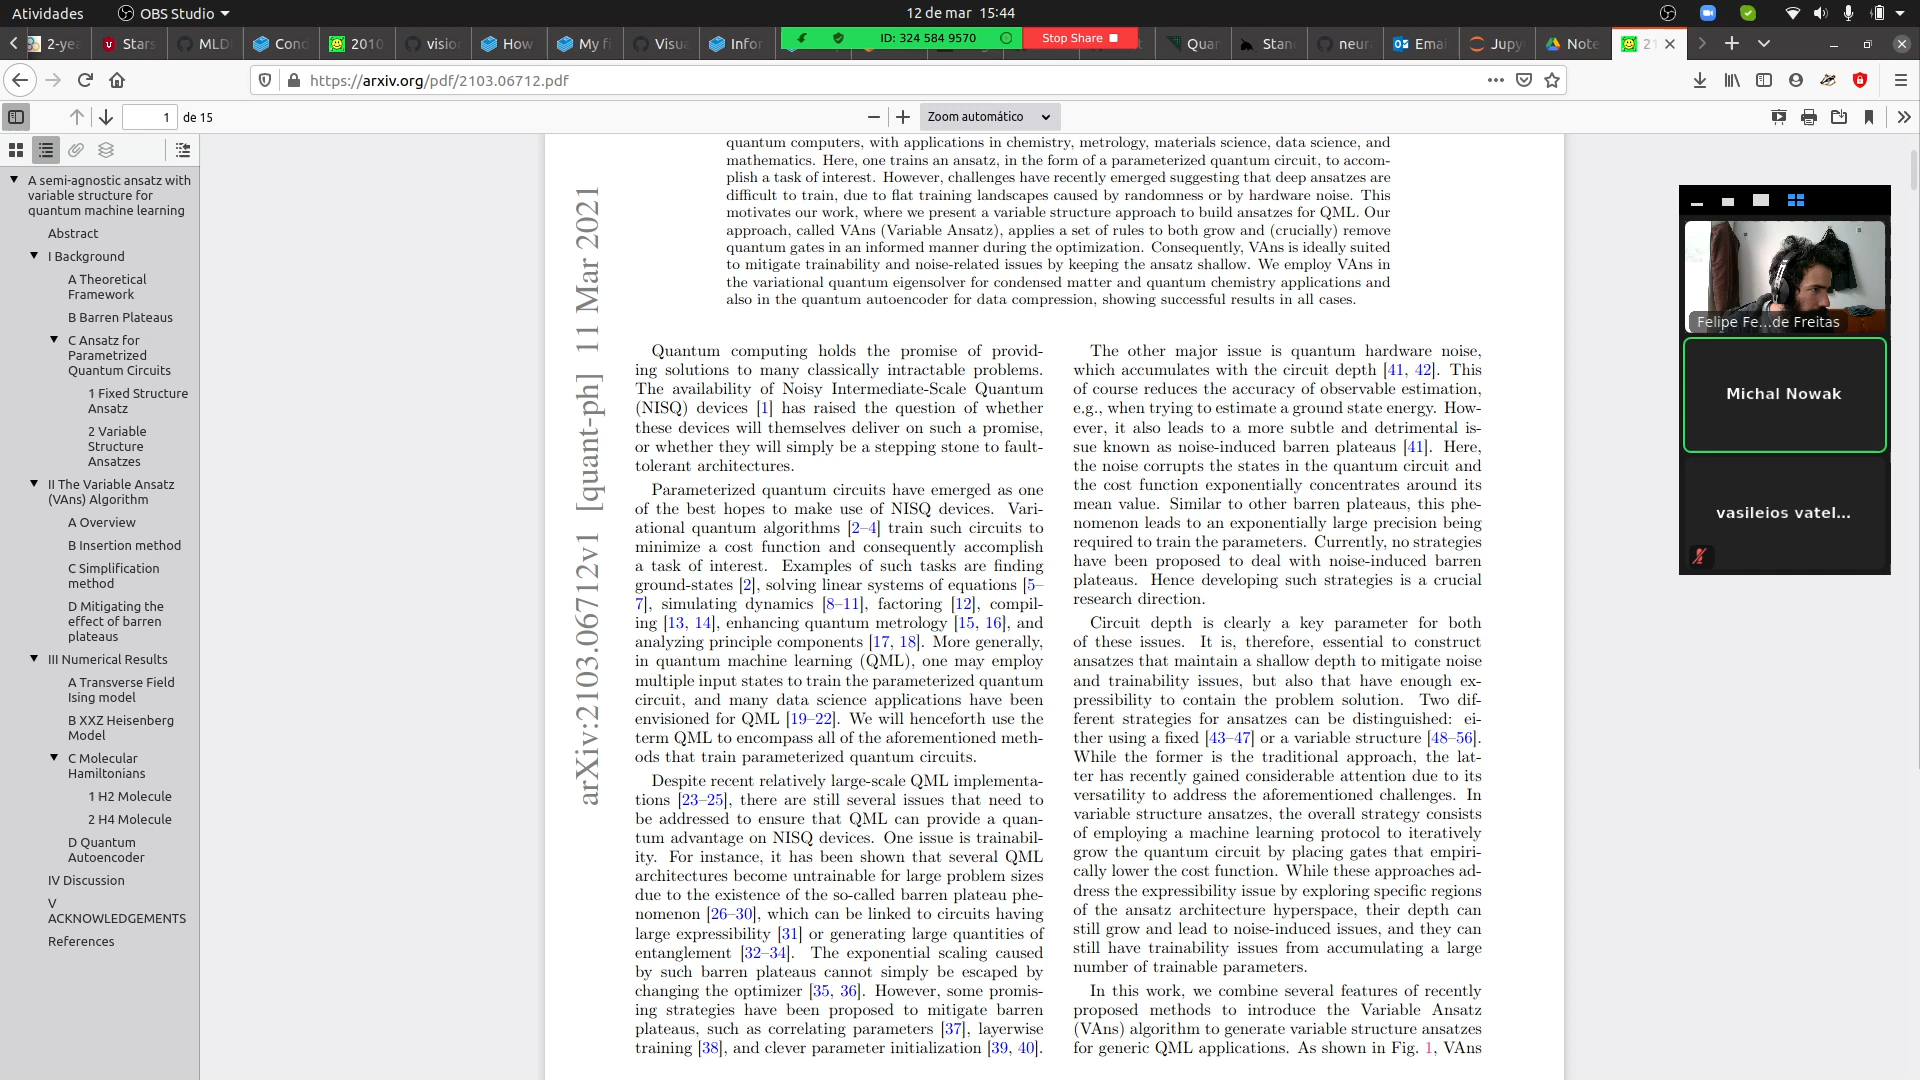 Atividades
OBS Studio
12 de mar  15:44
2-ye
Stars
MLD
Cond
2010
visio
How
My fi
Visua
Infor
ID: 324 584 9570
Stop Share
Quar
Stan
neur
Emai
Jupy
Note
21
https://arxiv.org/pdf/2103.06712.pdf
1
de 15
Zoom automático
A semi-agnostic ansatz with
variable structure for
quantum machine learning
Abstract
I Background
A Theoretical
Framework
B Barren Plateaus
C Ansatz for
Parametrized
Quantum Circuits
1 Fixed Structure
Ansatz
2 Variable
Structure
Ansatzes
II The Variable Ansatz
(VAns) Algorithm
A Overview
B Insertion method
C Simplification
method
D Mitigating the
effect of barren
plateaus
III Numerical Results
A Transverse Field
Ising model
B XXZ Heisenberg
Model
C Molecular
Hamiltonians
1 H2 Molecule
2 H4 Molecule
D Quantum
Autoencoder
IV Discussion
V
ACKNOWLEDGEMENTS
References
arXiv:2103.06712v1 [quant-ph] 11 Mar 2021
quantum computers, with applications in chemistry, metrology, materials science, data science, and
mathematics. Here, one trains an ansatz, in the form of a parameterized quantum circuit, to accom-
plish a task of interest. However, challenges have recently emerged suggesting that deep ansatzes are
difficult to train, due to flat training landscapes caused by randomness or by hardware noise. This
motivates our work, where we present a variable structure approach to build ansatzes for QML. Our
approach, called VAns (Variable Ansatz), applies a set of rules to both grow and (crucially) remove
quantum gates in an informed manner during the optimization. Consequently, VAns is ideally suited
to mitigate trainability and noise-related issues by keeping the ansatz shallow. We employ VAns in
the variational quantum eigensolver for condensed matter and quantum chemistry applications and
also in the quantum autoencoder for data compression, showing successful results in all cases.
Quantum computing holds the promise of provid-
ing solutions to many classically intractable problems.
The availability of Noisy Intermediate-Scale Quantum
(NISQ) devices [1] has raised the question of whether
these devices will themselves deliver on such a promise,
or whether they will simply be a stepping stone to fault-
tolerant architectures.
Parameterized quantum circuits have emerged as one
of the best hopes to make use of NISQ devices. Vari-
ational quantum algorithms [2–4] train such circuits to
minimize a cost function and consequently accomplish
a task of interest. Examples of such tasks are finding
ground-states [2], solving linear systems of equations [5–
7], simulating dynamics [8–11], factoring [12], compil-
ing [13, 14], enhancing quantum metrology [15, 16], and
analyzing principle components [17, 18]. More generally,
in quantum machine learning (QML), one may employ
multiple input states to train the parameterized quantum
circuit, and many data science applications have been
envisioned for QML [19–22]. We will henceforth use the
term QML to encompass all of the aforementioned meth-
ods that train parameterized quantum circuits.
Despite recent relatively large-scale QML implementa-
tions [23–25], there are still several issues that need to
be addressed to ensure that QML can provide a quan-
tum advantage on NISQ devices. One issue is trainabil-
ity. For instance, it has been shown that several QML
architectures become untrainable for large problem sizes
due to the existence of the so-called barren plateau phe-
nomenon [26–30], which can be linked to circuits having
large expressibility [31] or generating large quantities of
entanglement [32–34]. The exponential scaling caused
by such barren plateaus cannot simply be escaped by
changing the optimizer [35, 36]. However, some promis-
ing strategies have been proposed to mitigate barren
plateaus, such as correlating parameters [37], layerwise
training [38], and clever parameter initialization [39, 40].
The other major issue is quantum hardware noise,
which accumulates with the circuit depth [41, 42]. This
of course reduces the accuracy of observable estimation,
e.g., when trying to estimate a ground state energy. How-
ever, it also leads to a more subtle and detrimental is-
sue known as noise-induced barren plateaus [41]. Here,
the noise corrupts the states in the quantum circuit and
the cost function exponentially concentrates around its
mean value. Similar to other barren plateaus, this phe-
nomenon leads to an exponentially large precision being
required to train the parameters. Currently, no strategies
have been proposed to deal with noise-induced barren
plateaus. Hence developing such strategies is a crucial
research direction.
Circuit depth is clearly a key parameter for both
of these issues. It is, therefore, essential to construct
ansatzes that maintain a shallow depth to mitigate noise
and trainability issues, but also that have enough ex-
pressibility to contain the problem solution. Two dif-
ferent strategies for ansatzes can be distinguished: ei-
ther using a fixed [43–47] or a variable structure [48–56].
While the former is the traditional approach, the lat-
ter has recently gained considerable attention due to its
versatility to address the aforementioned challenges. In
variable structure ansatzes, the overall strategy consists
of employing a machine learning protocol to iteratively
grow the quantum circuit by placing gates that empiri-
cally lower the cost function. While these approaches ad-
dress the expressibility issue by exploring specific regions
of the ansatz architecture hyperspace, their depth can
still grow and lead to noise-induced issues, and they can
still have trainability issues from accumulating a large
number of trainable parameters.
In this work, we combine several features of recently
proposed methods to introduce the Variable Ansatz
(VAns) algorithm to generate variable structure ansatzes
for generic QML applications. As shown in Fig. 1, VAns
Felipe Fe...de Freitas
Michal Nowak
vasileios vatel...